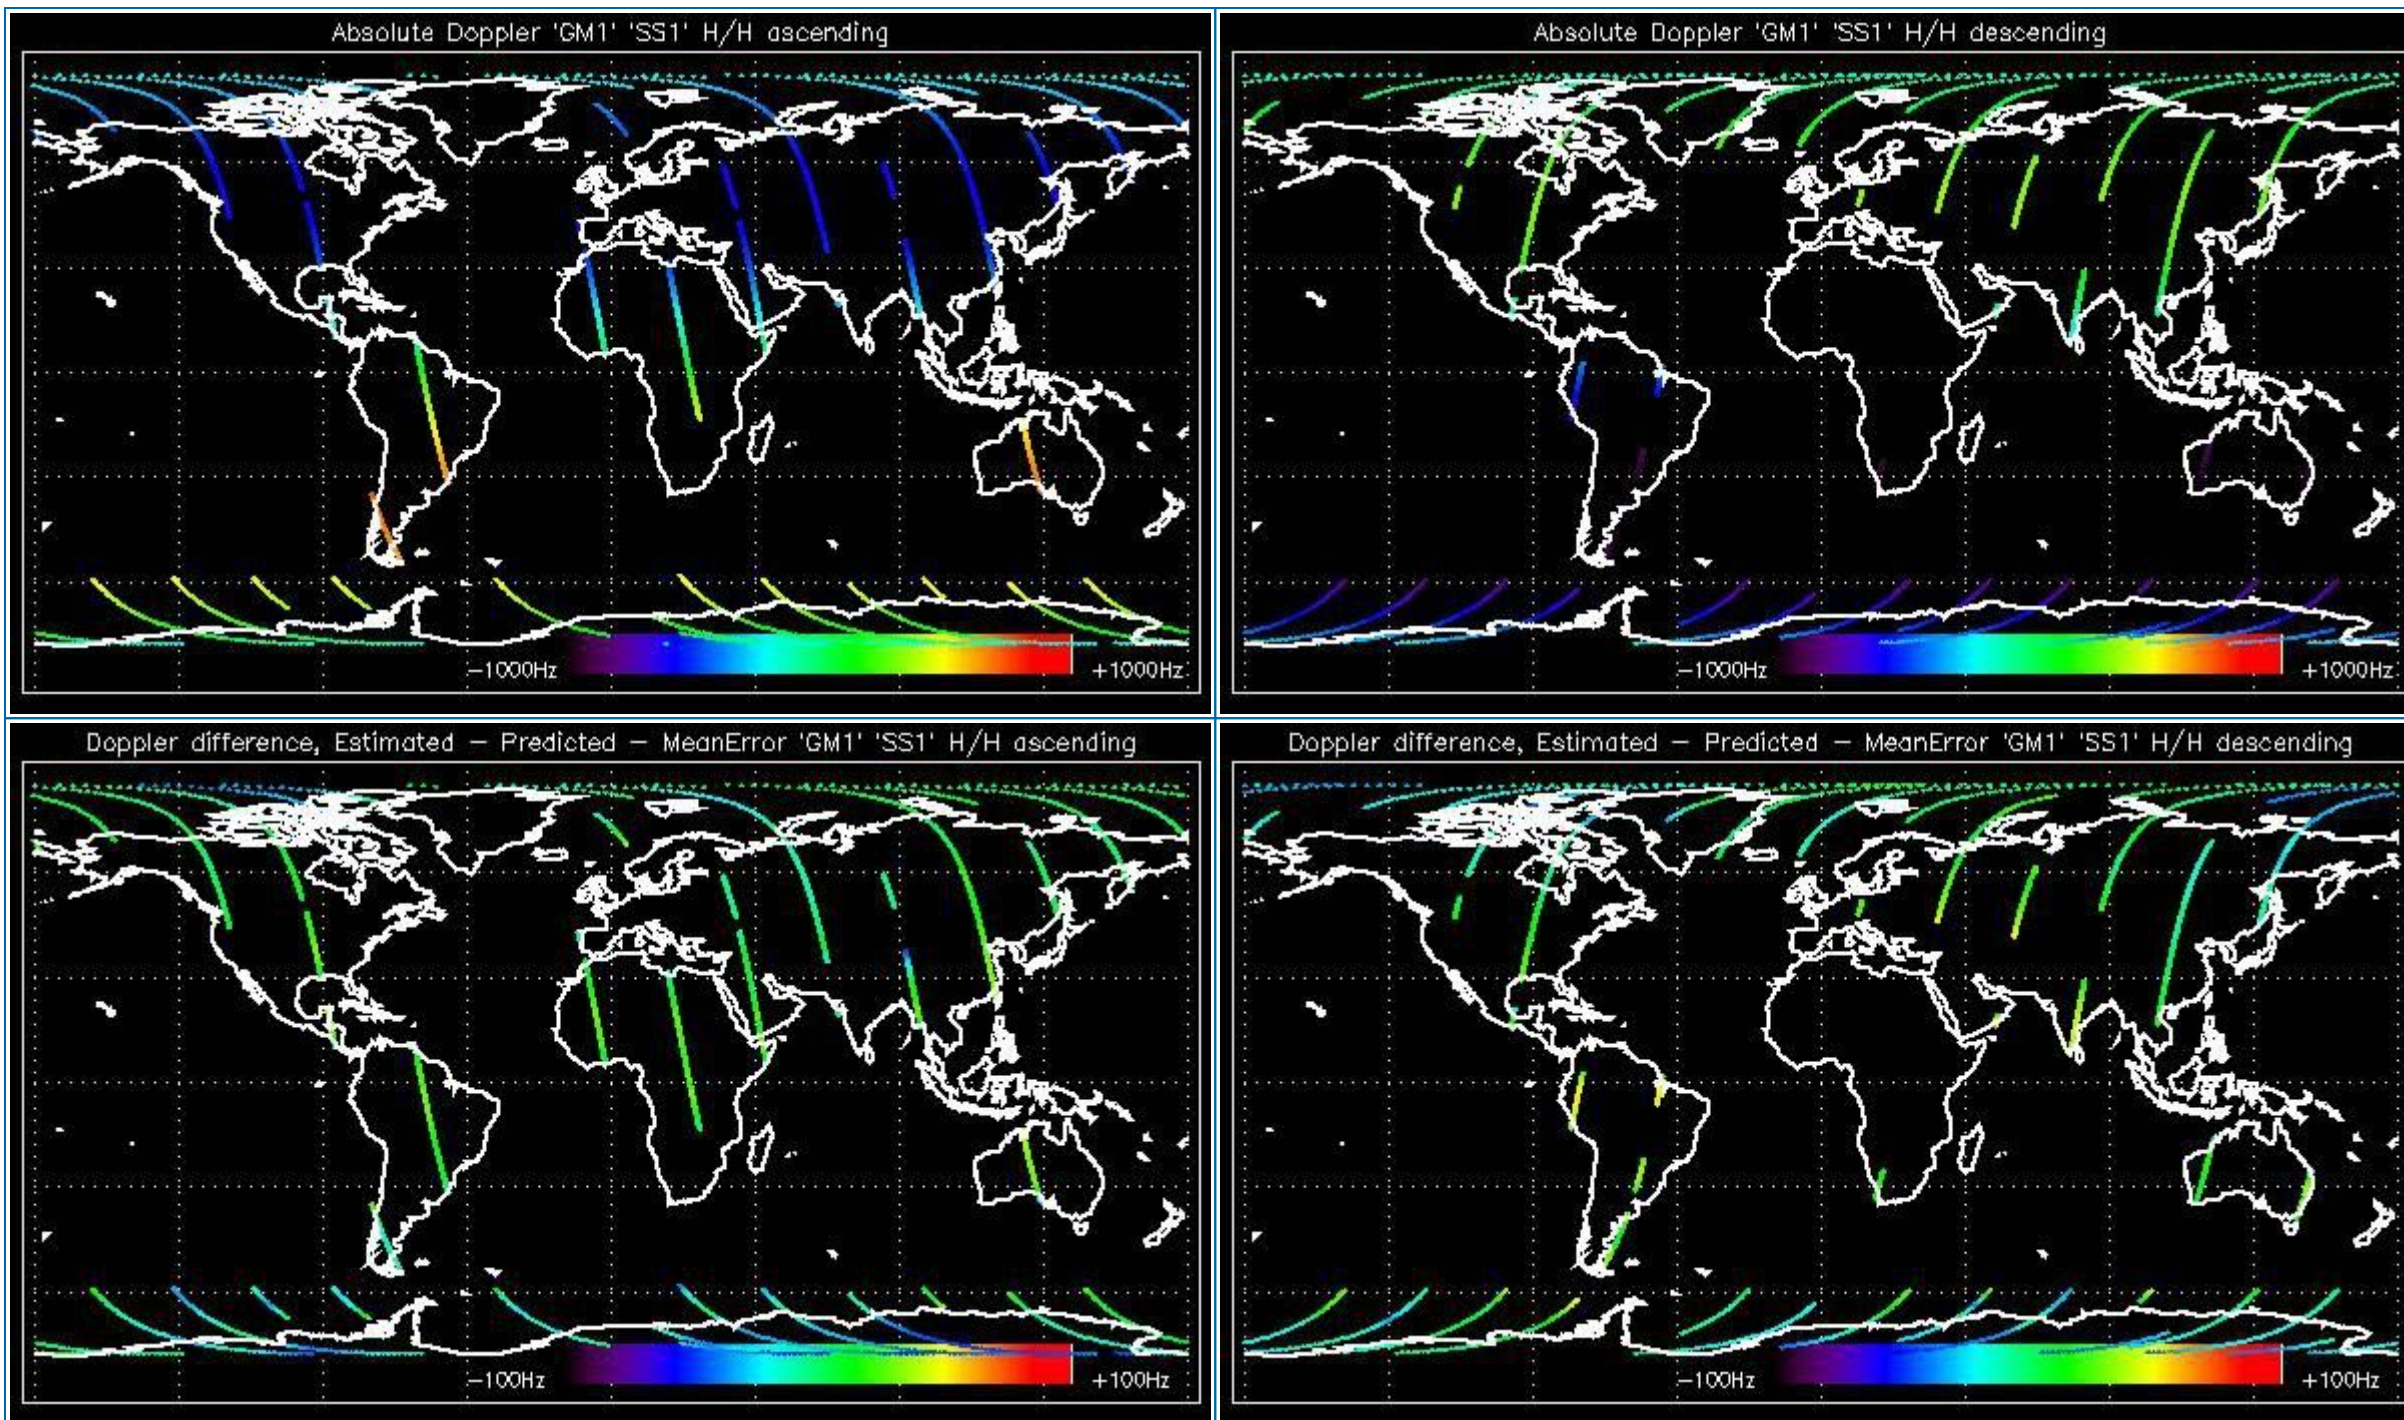 Absolute Doppler 'GM1' 'SS1' H/H ascending
-1000Hz
+1000Hz
Absolute Doppler 'GM1' 'SS1' H/H descending
-1000Hz
+1000Hz
Doppler difference, Estimated - Predicted - MeanError 'GM1' 'SS1' H/H ascending
-100Hz
+100Hz
Doppler difference, Estimated - Predicted - MeanError 'GM1' 'SS1' H/H descending
-100Hz
+100Hz